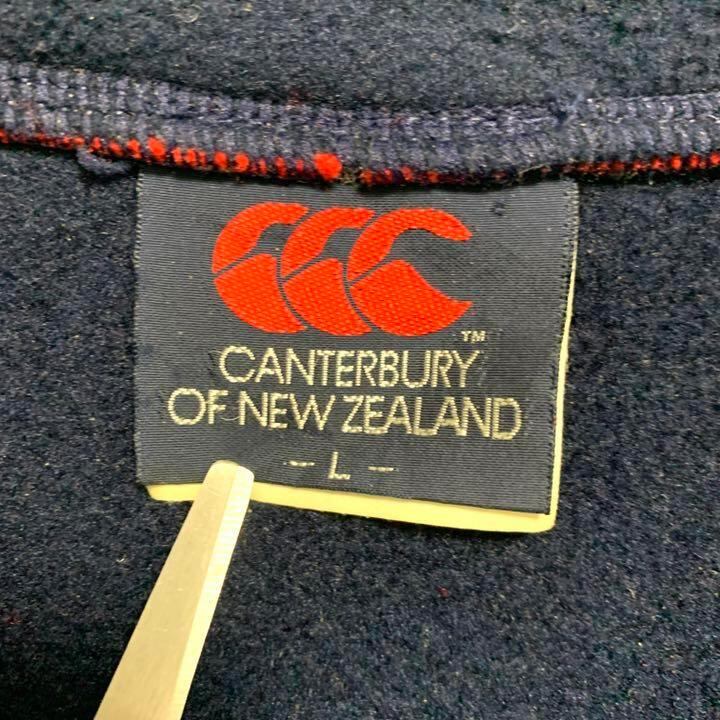 TM
CANTERBURY
OF NEW ZEALAND
- L -